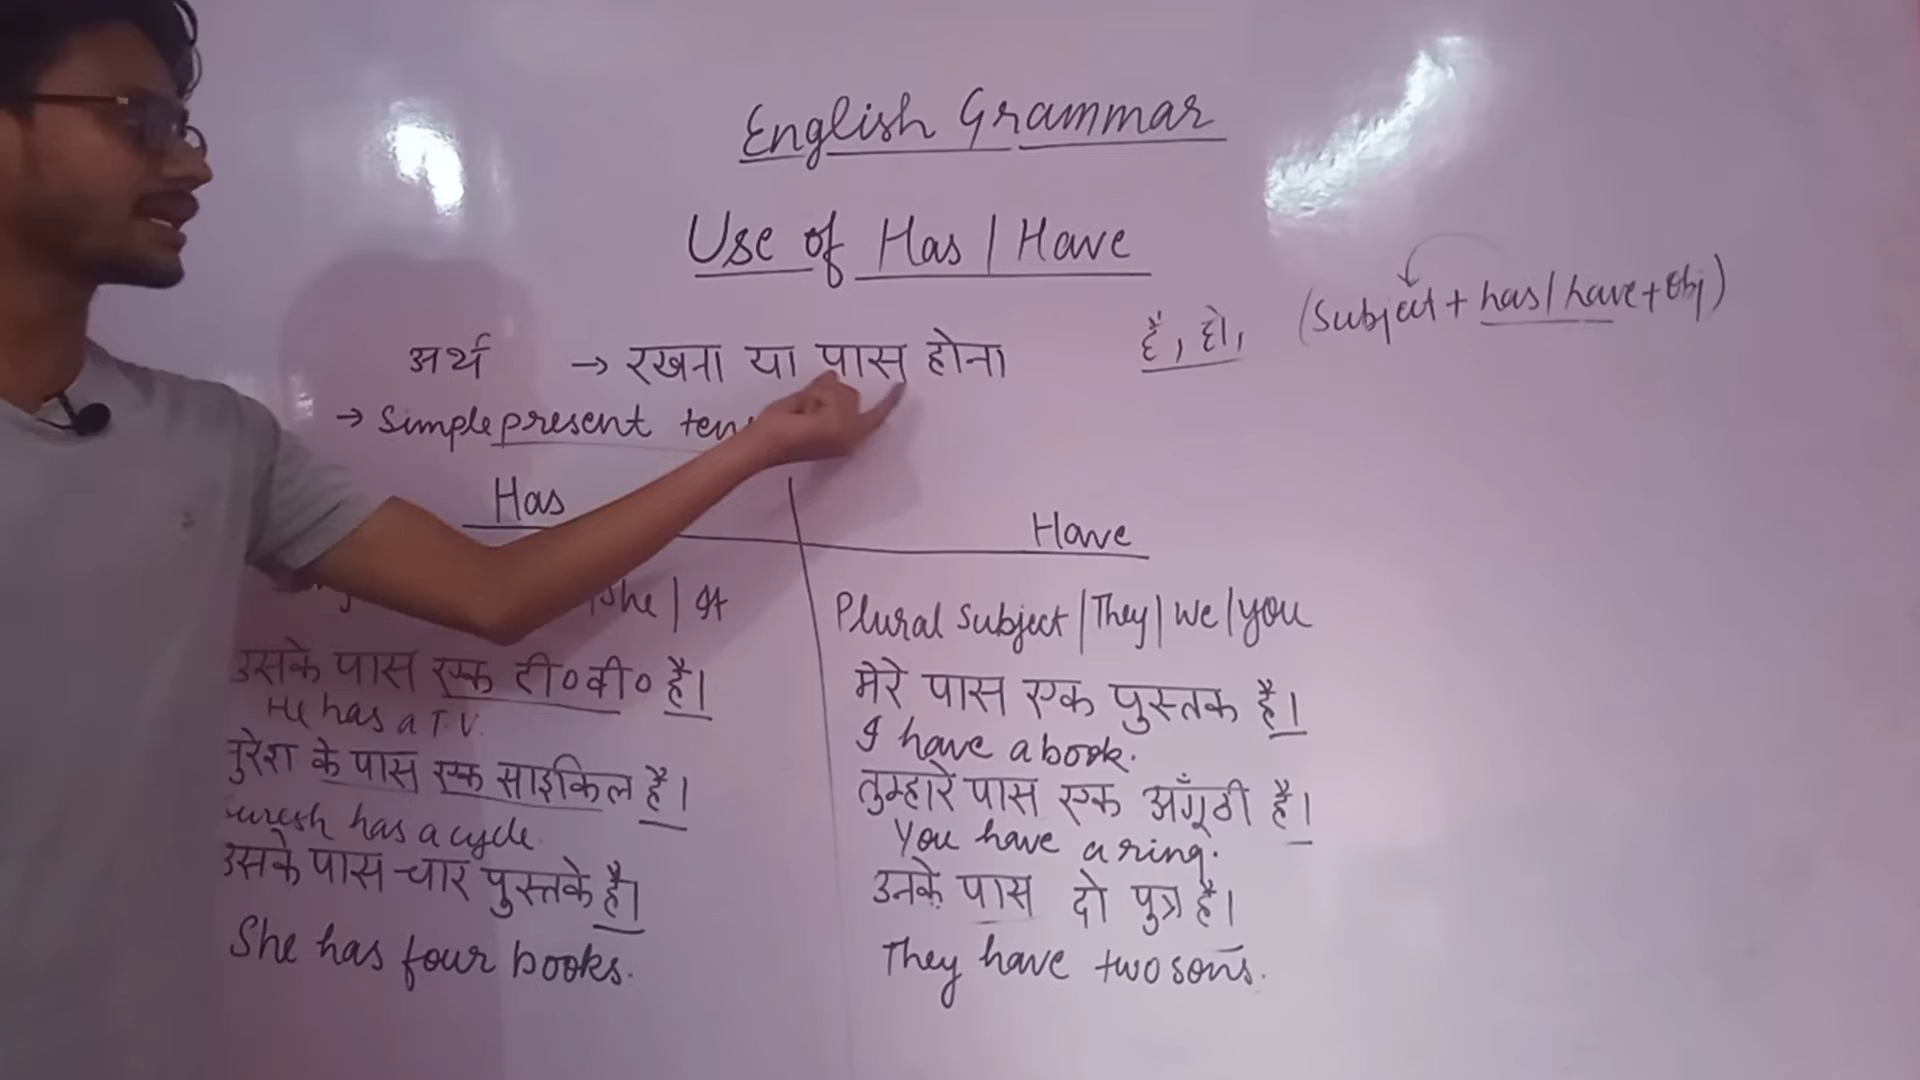 English Grammar
Use of Has | Have
अर्थ → रखना या पास होना
है, हो, (Subject + has / have + obj)
→ Simple present
Has
Have
she | It
Plural Subject | They | we | you
उसके पास एक टी०वी० है।
He has a T.V.
के पास एक साइकिल है।
has a cycle.
उसके पास चार पुस्तके है।
She has four books.
मेरे पास एक पुस्तक है।
I have a book.
तुम्हारे पास एक अँगूठी है।
You have a ring.
उनके पास दो पुत्र है।
They have two sons.